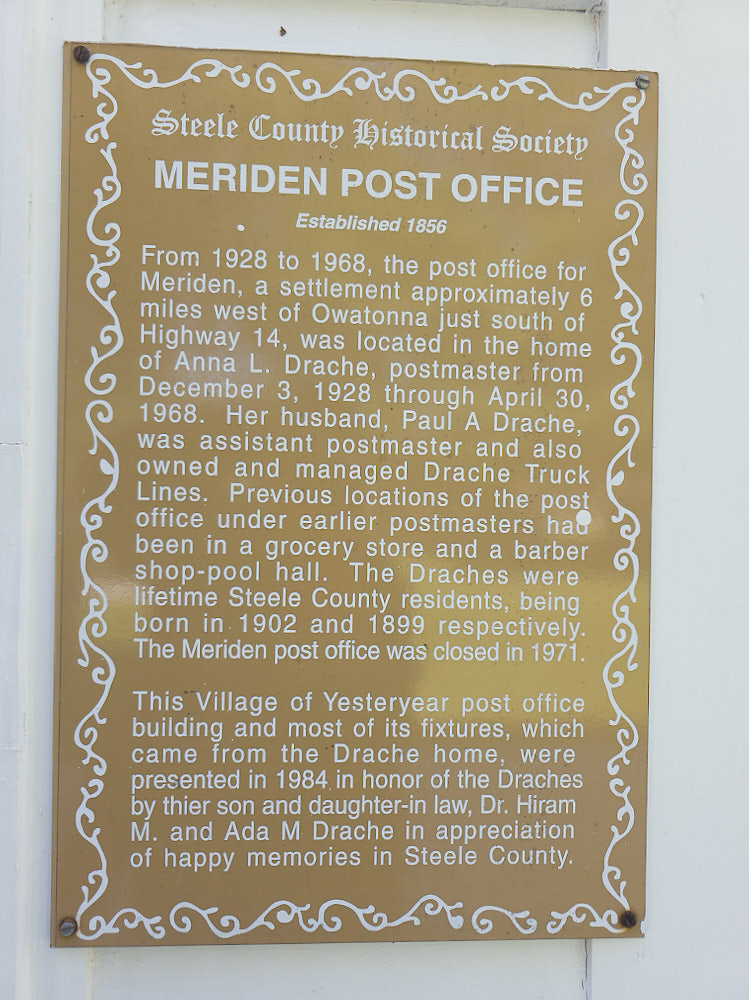 Steele County Historical Society
MERIDEN POST OFFICE
Established 1856
From 1928 to 1968, the post office for
Meriden, a settlement approximately 6
miles west of Owatonna just south of
Highway 14, was located in the home
of Anna L. Drache, postmaster from
December 3, 1928 through April 30,
1968. Her husband, Paul A Drache,
was assistant postmaster and also
owned and managed Drache Truck
Lines. Previous locations of the post
office under earlier postmasters had
been in a grocery store and a barber
shop-pool hall. The Draches were
lifetime Steele County residents, being
born in 1902 and 1899 respectively.
The Meriden post office was closed in 1971.
This Village of Yesteryear post office
building and most of its fixtures, which
came from the Drache home, were
presented in 1984 in honor of the Draches
by thier son and daughter-in law, Dr. Hiram
M. and Ada M Drache in appreciation
of happy memories in Steele County.